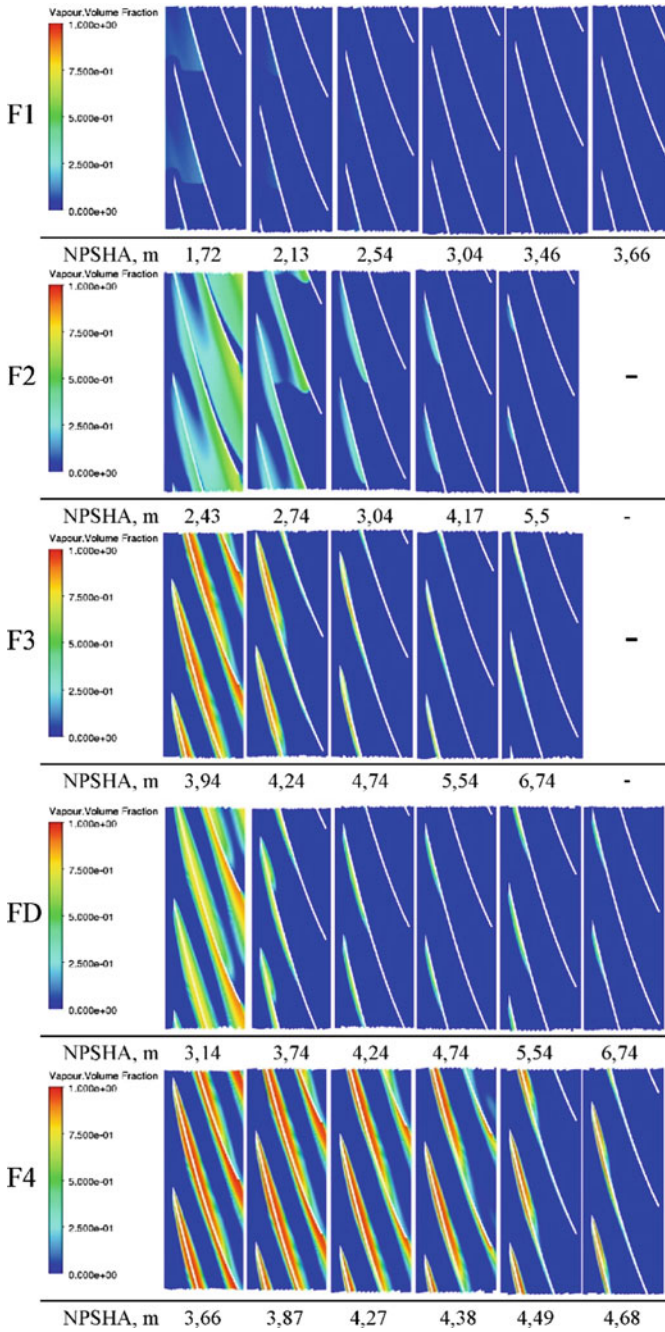 Vapour.Volume Fraction
1.000e+00
7.500e-01
F1
5.000e-01
2.500e-01
0.000e+00
NPSHA, m 1,72 2,13 2,54 3,04 3,46 3,66
Vapour.Volume Fraction
1.000e+00
7.500e-01
F2
5.000e-01
-
2.500e-01
0.000e+00
NPSHA, m 2,43 2,74 3,04 4,17 5,5 -
Vapour.Volume Fraction
1.000e+00
7.500e-01
F3
5.000e-01
-
2.500e-01
0.000e+00
NPSHA, m 3,94 4,24 4,74 5,54 6,74 -
Vapour.Volume Fraction
1.000e+00
7.500e-01
FD
5.000e-01
2.500e-01
0.000e+00
NPSHA, m 3,14 3,74 4,24 4,74 5,54 6,74
Vapour.Volume Fraction
1.000e+00
7.500e-01
F4
5.000e-01
2.500e-01
0.000e+00
NPSHA, m 3,66 3,87 4,27 4,38 4,49 4,68